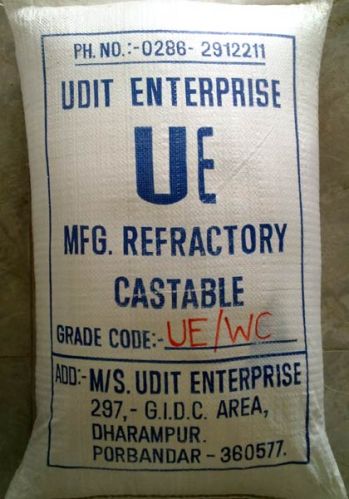 PH. NO.:-0286- 2912211
UDIT ENTERPRISE
UE
MFG. REFRACTORY
CASTABLE
GRADE CODE:- UE/WC
ADD:- M/S. UDIT ENTERPRISE
297,- G.I.D.C. AREA,
DHARAMPUR.
PORBANDAR - 360577.